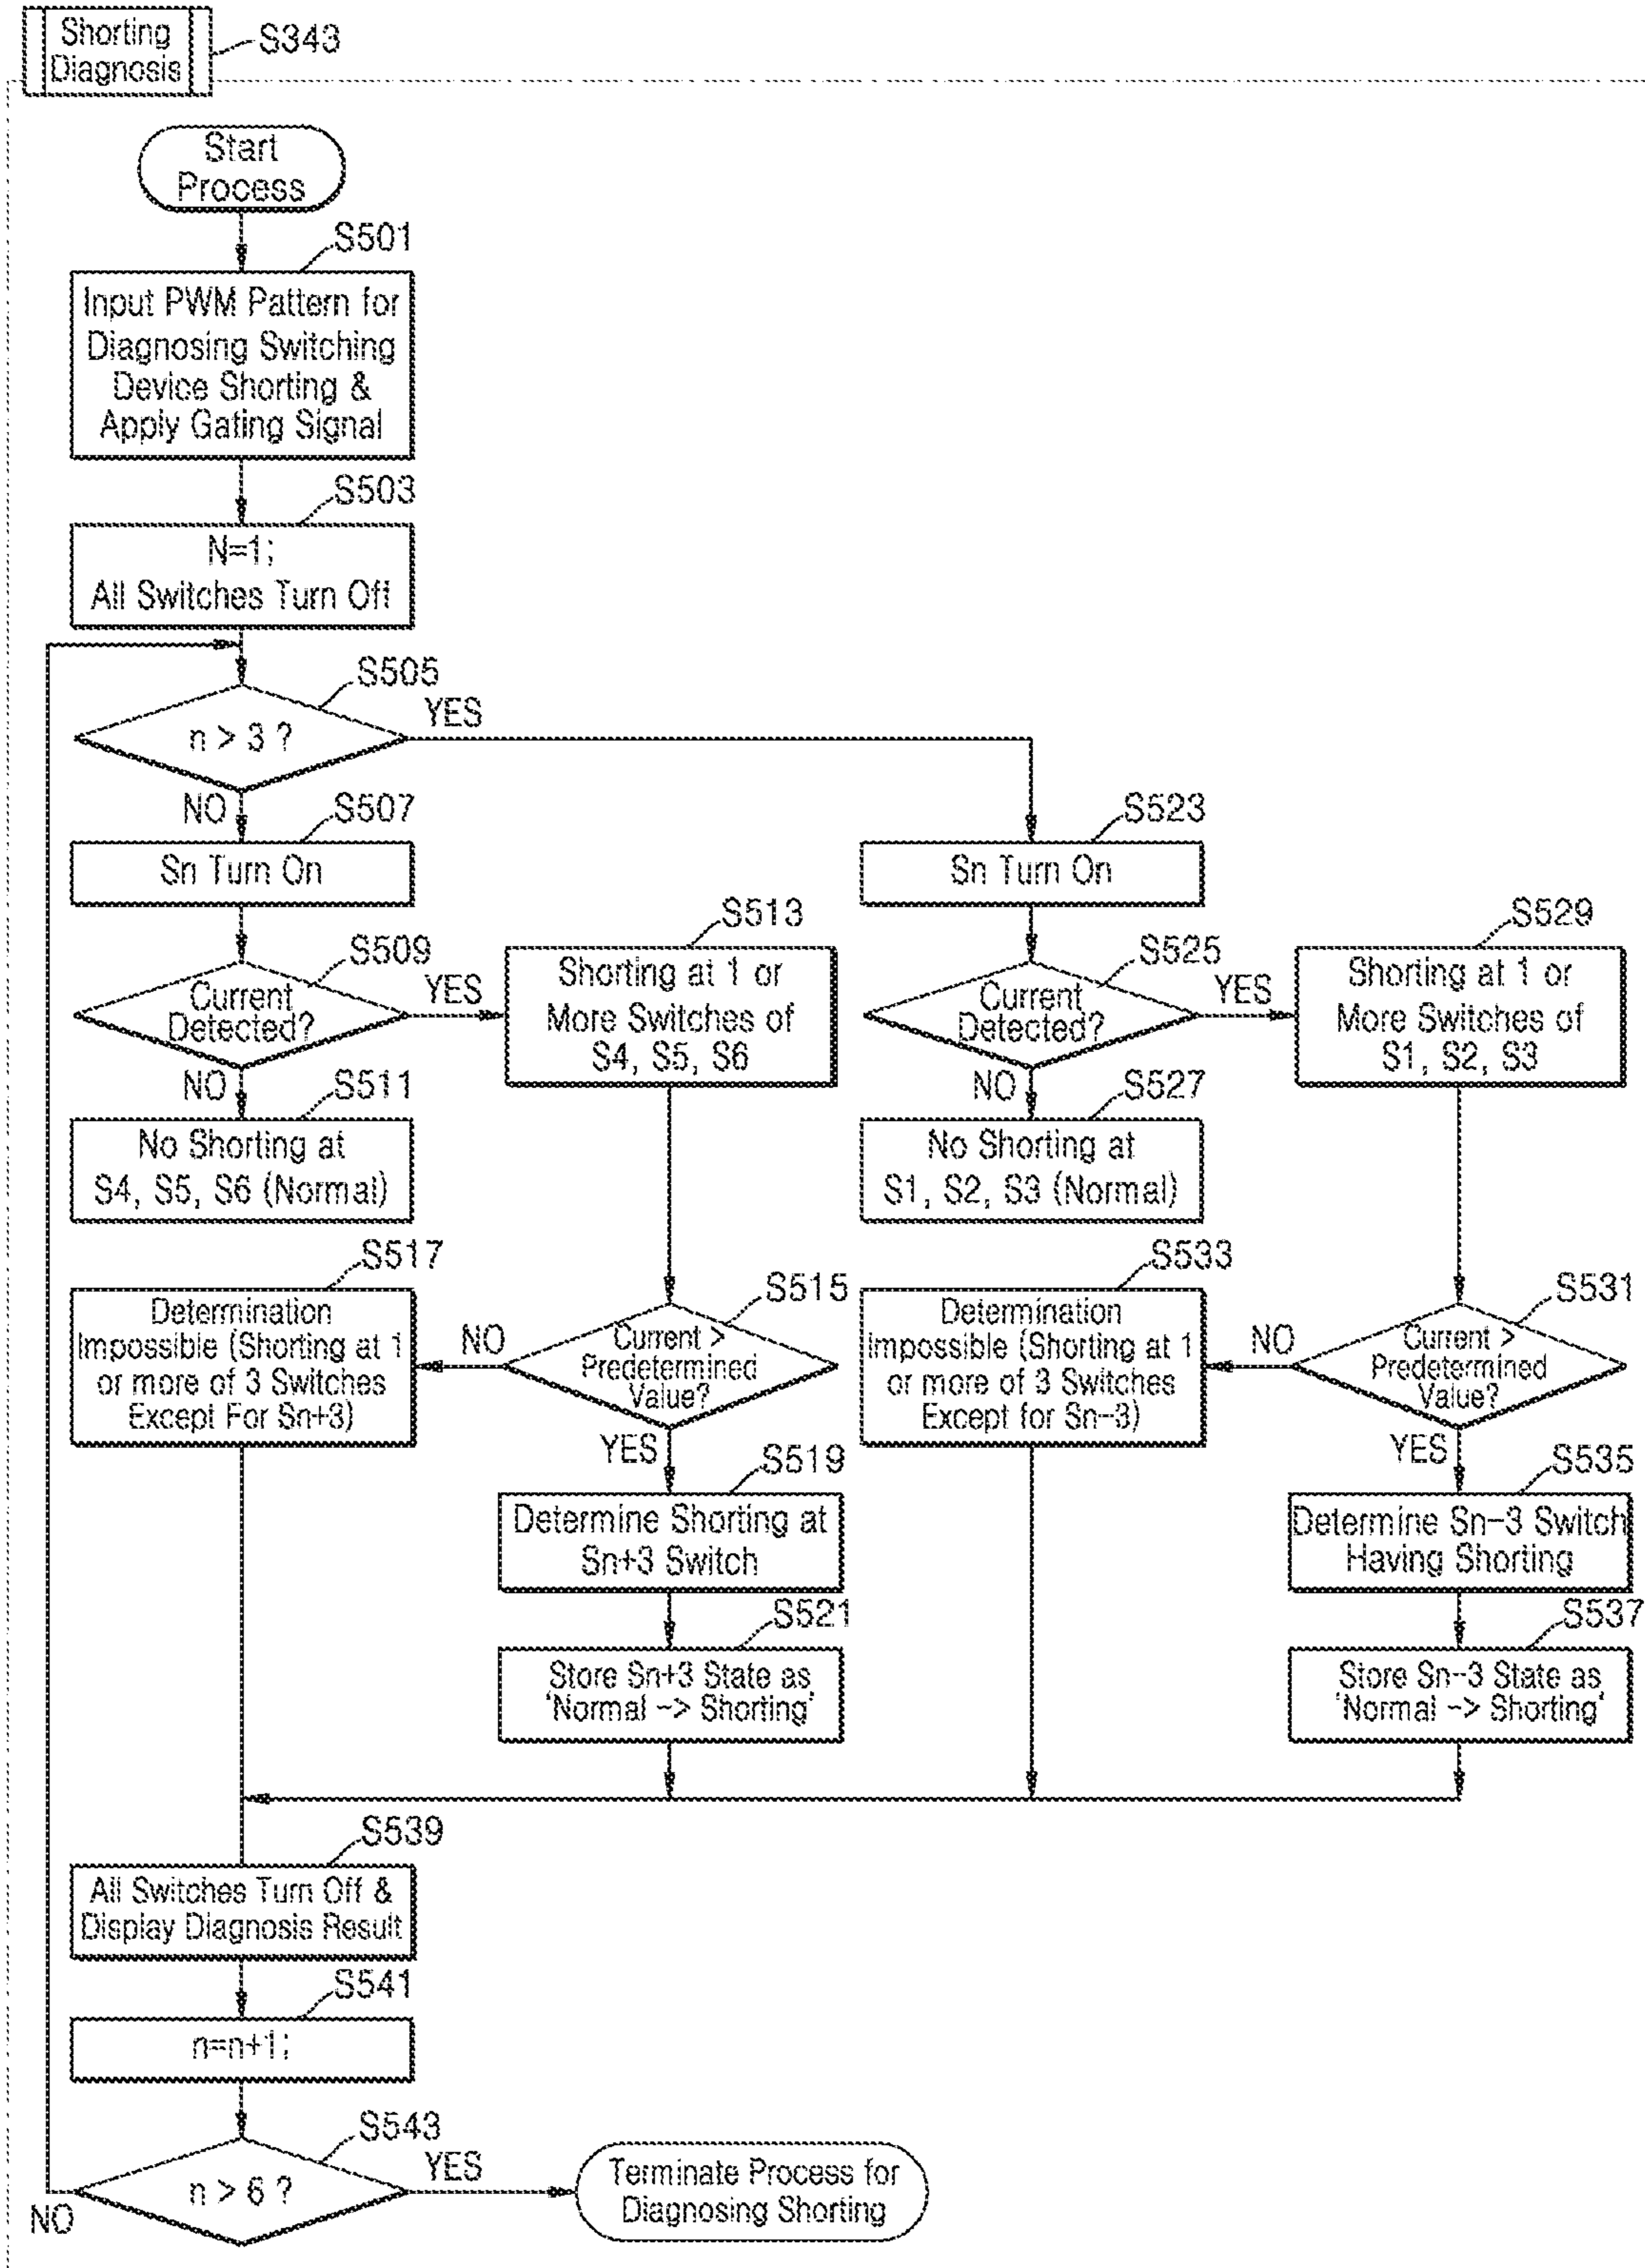 Shorting
Diagnosis
S343
Start
Process
S501
Input PWM Pattern for
Diagnosing Switching
Device Shorting &
Apply Gating Signal
S503
N=1;
All Switches Turn Off
S505
n > 3 ?
YES
NO
S507
Sn Turn On
S523
Sn Turn On
S509
Current
Detected?
YES
NO
S513
Shorting at 1 or
More Switches of
S4, S5, S6
S525
Current
Detected?
YES
NO
S529
Shorting at 1 or
More Switches of
S1, S2, S3
S511
No Shorting at
S4, S5, S6 (Normal)
S527
No Shorting at
S1, S2, S3 (Normal)
S517
Determination
Impossible (Shorting at 1
or more of 3 Switches
Except For Sn+3)
S515
Current >
Predetermined
Value?
NO
YES
S533
Determination
Impossible (Shorting at 1
or more of 3 Switches
Except for Sn-3)
S531
Current >
Predetermined
Value?
NO
YES
S519
Determine Shorting at
Sn+3 Switch
S535
Determine Sn-3 Switch
Having Shorting
S521
Store Sn+3 State as
'Normal -> Shorting'
S537
Store Sn-3 State as
'Normal -> Shorting'
S539
All Switches Turn Off &
Display Diagnosis Result
S541
n=n+1;
S543
n > 6 ?
YES
NO
Terminate Process for
Diagnosing Shorting